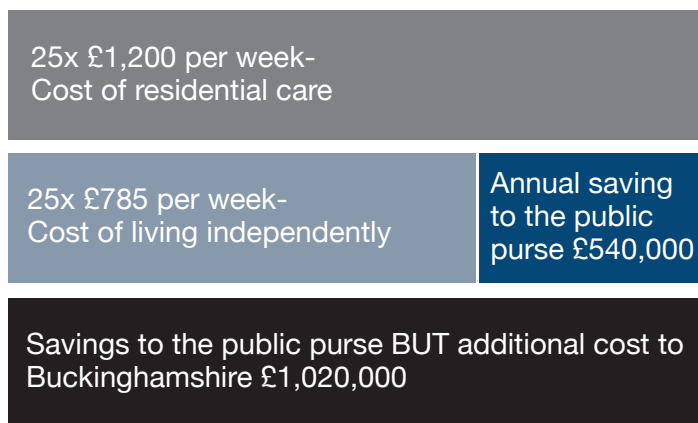 25x £1,200 per week-
Cost of residential care
25x £785 per week-
Cost of living independently
Annual saving
to the public
purse £540,000
Savings to the public purse BUT additional cost to
Buckinghamshire £1,020,000